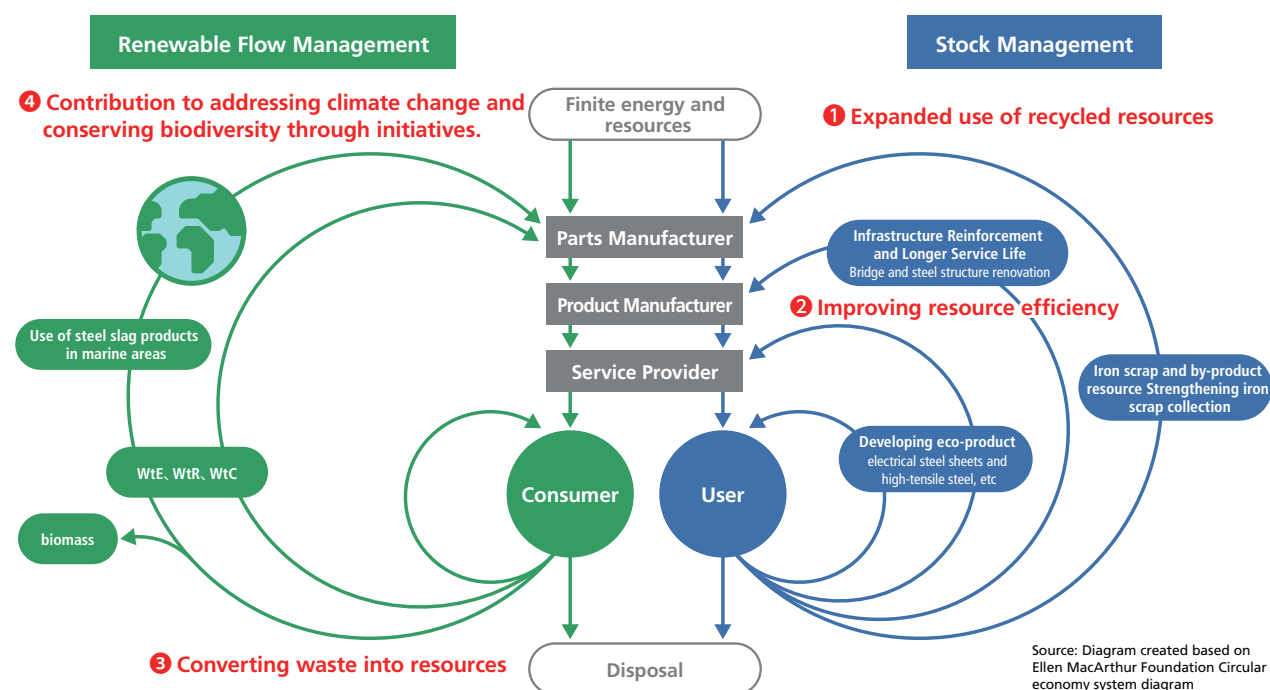 Renewable Flow Management
Stock Management
❹ Contribution to addressing climate change and
conserving biodiversity through initiatives.
Finite energy and
resources
❶ Expanded use of recycled resources
Parts Manufacturer
Infrastructure Reinforcement
and Longer Service Life
Bridge and steel structure renovation
Product Manufacturer
❷ Improving resource efficiency
Use of steel slag products
in marine areas
Service Provider
Iron scrap and by-product
resource Strengthening iron
scrap collection
Developing eco-product
electrical steel sheets and
high-tensile steel, etc
WtE、WtR、WtC
Consumer
User
biomass
❸ Converting waste into resources
Disposal
Source: Diagram created based on
Ellen MacArthur Foundation Circular
economy system diagram